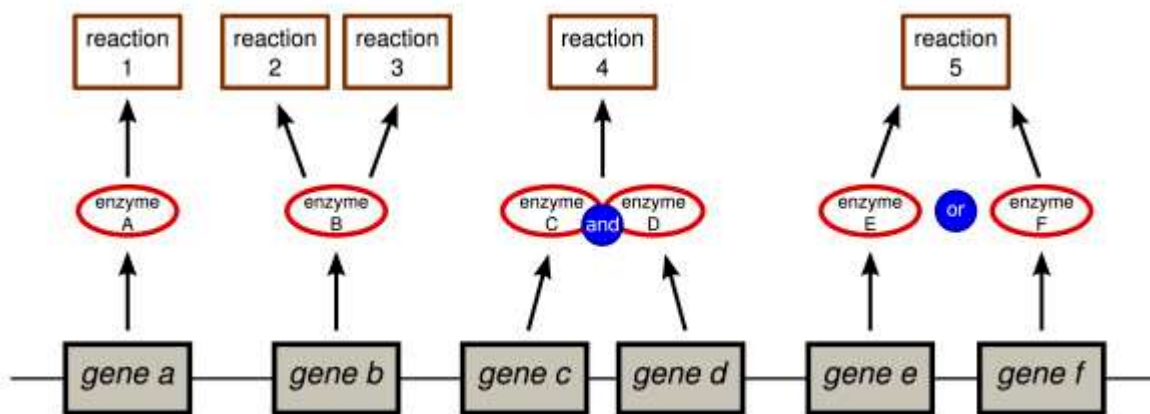 reaction
1
reaction
2
reaction
3
reaction
4
reaction
5
enzyme
A
enzyme
B
enzyme
C
and
enzyme
D
enzyme
E
or
enzyme
F
gene a
gene b
gene c
gene d
gene e
gene f